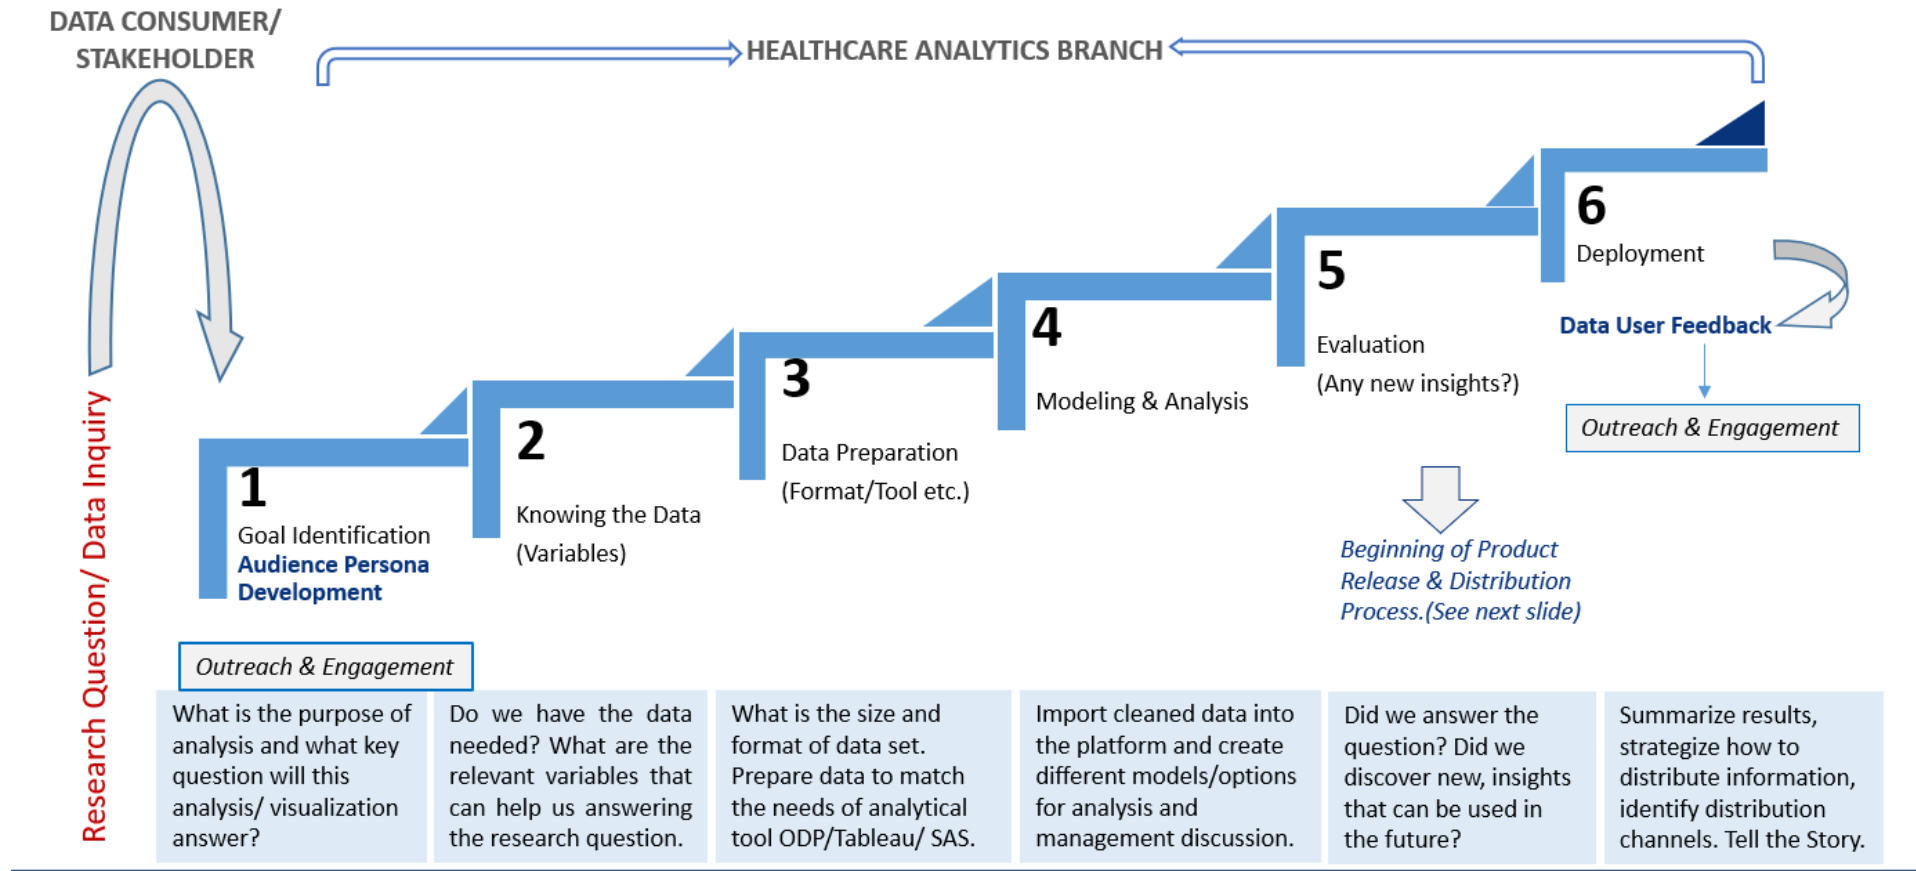 DATA CONSUMER/
STAKEHOLDER
HEALTHCARE ANALYTICS BRANCH
Research Question/ Data Inquiry
1
Goal Identification
Audience Persona
Development
2
Knowing the Data
(Variables)
3
Data Preparation
(Format/Tool etc.)
4
Modeling & Analysis
5
Evaluation
(Any new insights?)
6
Deployment
Data User Feedback
Outreach & Engagement
Beginning of Product
Release & Distribution
Process.(See next slide)
Outreach & Engagement
What is the purpose of
analysis and what key
question will this
analysis/ visualization
answer?
Do we have the data
needed? What are the
relevant variables that
can help us answering
the research question.
What is the size and
format of data set.
Prepare data to match
the needs of analytical
tool ODP/Tableau/ SAS.
Import cleaned data into
the platform and create
different models/options
for analysis and
management discussion.
Did we answer the
question? Did we
discover new, insights
that can be used in
the future?
Summarize results,
strategize how to
distribute information,
identify distribution
channels. Tell the Story.